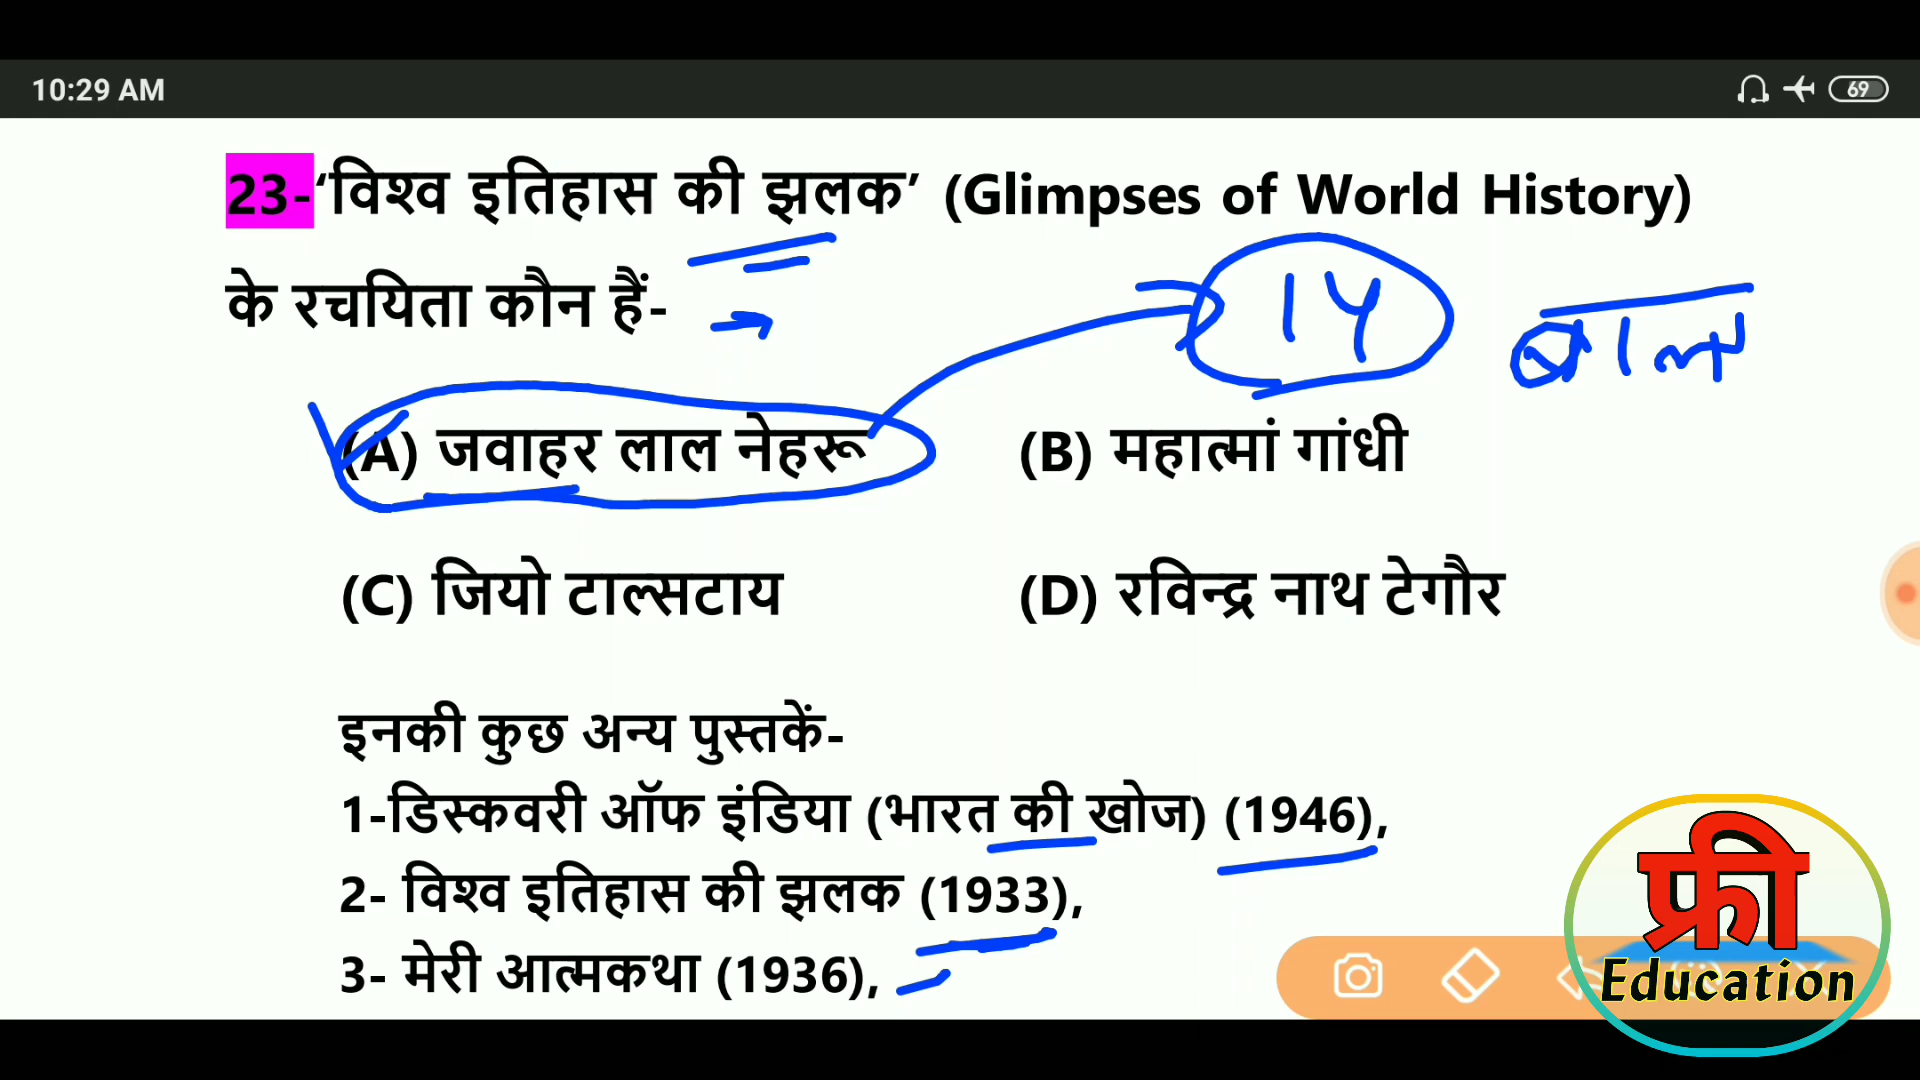 10:29 AM
69
23-‘विश्व इतिहास की झलक’ (Glimpses of World History)
के रचयिता कौन हैं-
14
बाल
(A) जवाहर लाल नेहरू
(B) महात्मां गांधी
(C) जियो टाल्सटाय
(D) रविन्द्र नाथ टेगौर
इनकी कुछ अन्य पुस्तकें-
1-डिस्कवरी ऑफ इंडिया (भारत की खोज) (1946),
2- विश्व इतिहास की झलक (1933),
3- मेरी आत्मकथा (1936),
फ्री
Education